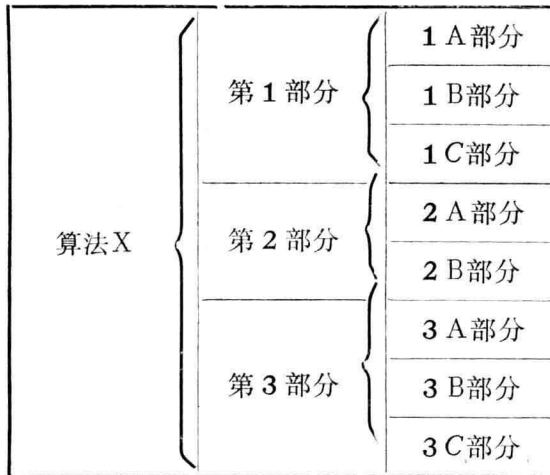 算法X
第1部分
1 A部分
1 B部分
1 C部分
第2部分
2 A部分
2 B部分
第3部分
3 A部分
3 B部分
3 C部分